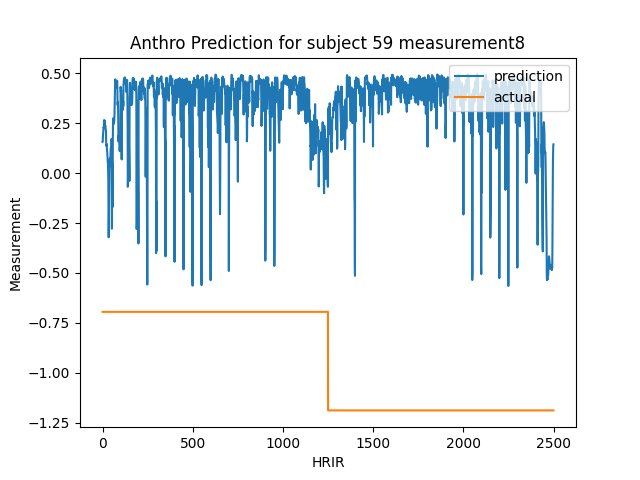 Anthro Prediction for subject 59 measurement8
prediction
actual
0.50
0.25
0.00
−0.25
−0.50
−0.75
−1.00
−1.25
Measurement
0 500 1000 1500 2000 2500
HRIR